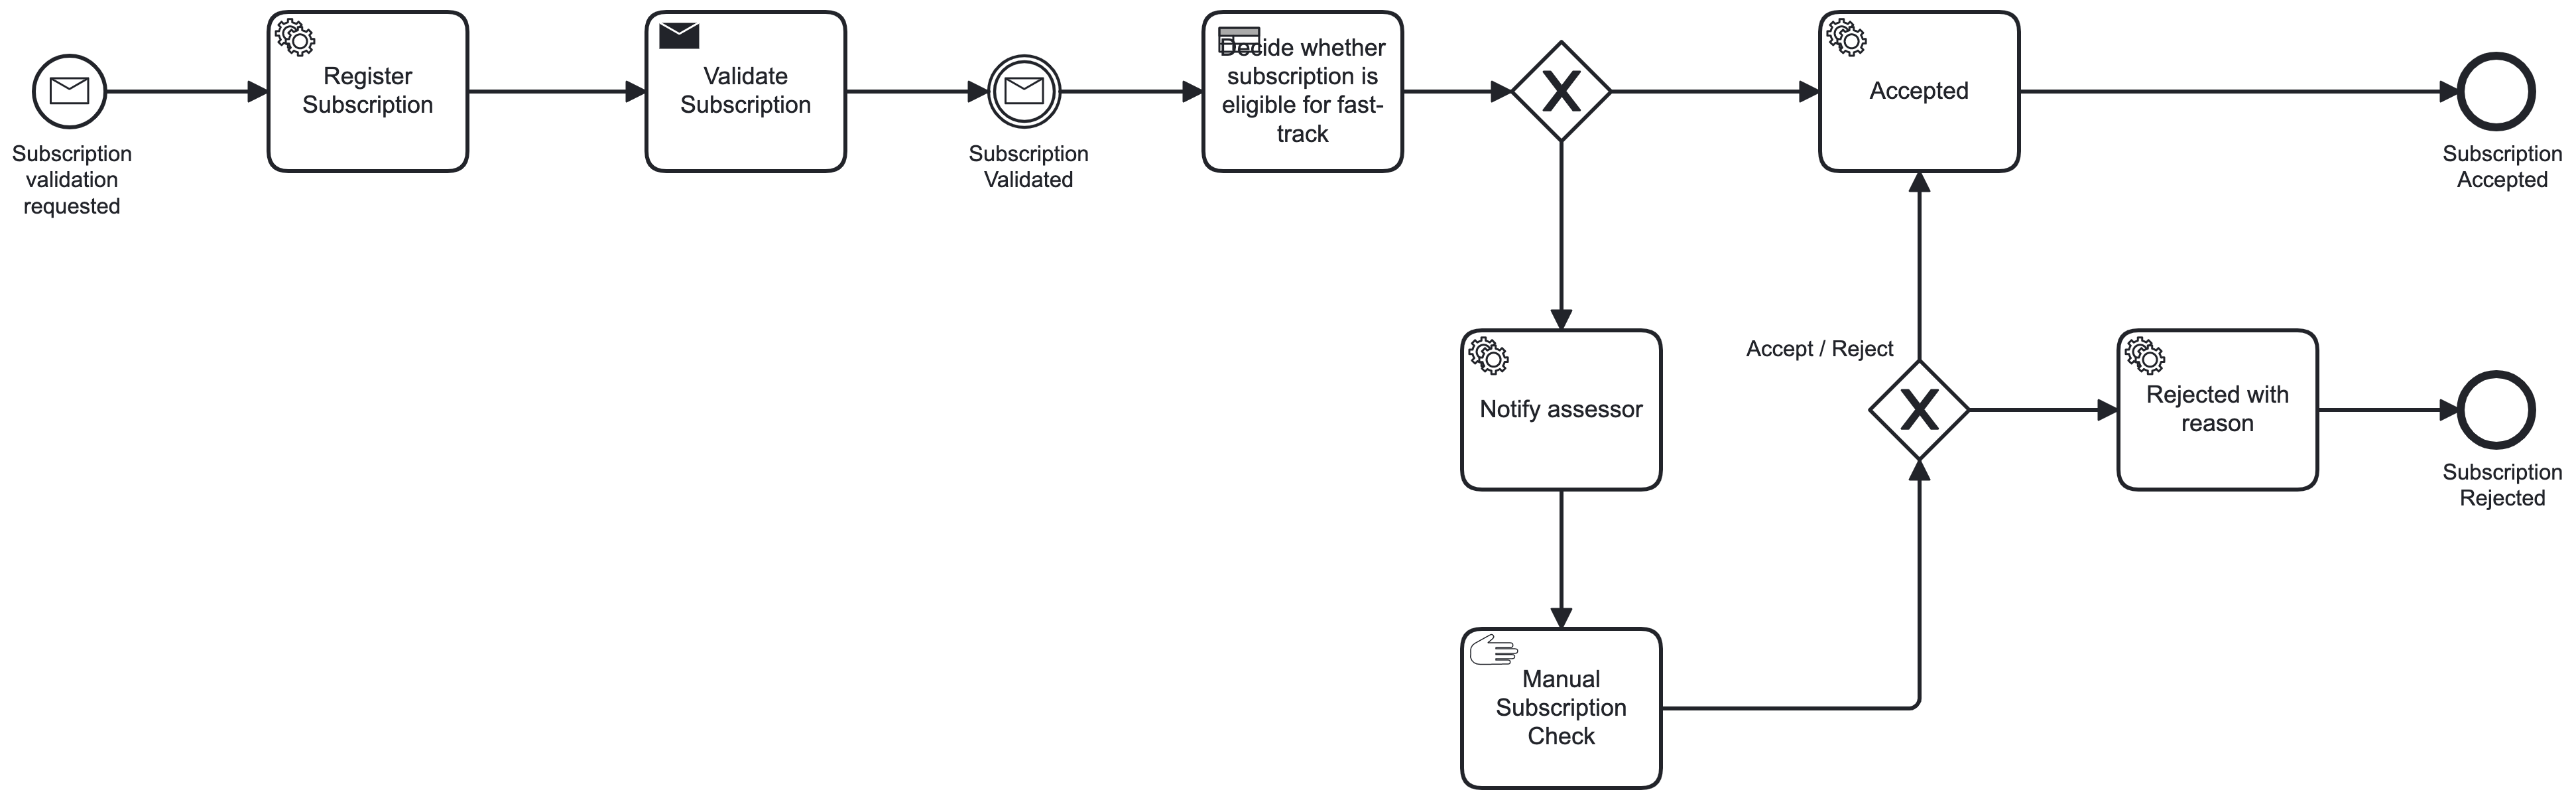 Subscription
validation
requested
Register
Subscription
Validate
Subscription
Subscription
Validated
Decide whether
subscription is
eligible for fast-
track
X
Accepted
Subscription
Accepted
Notify assessor
Manual
Subscription
Check
Accept / Reject
X
Rejected with
reason
Subscription
Rejected